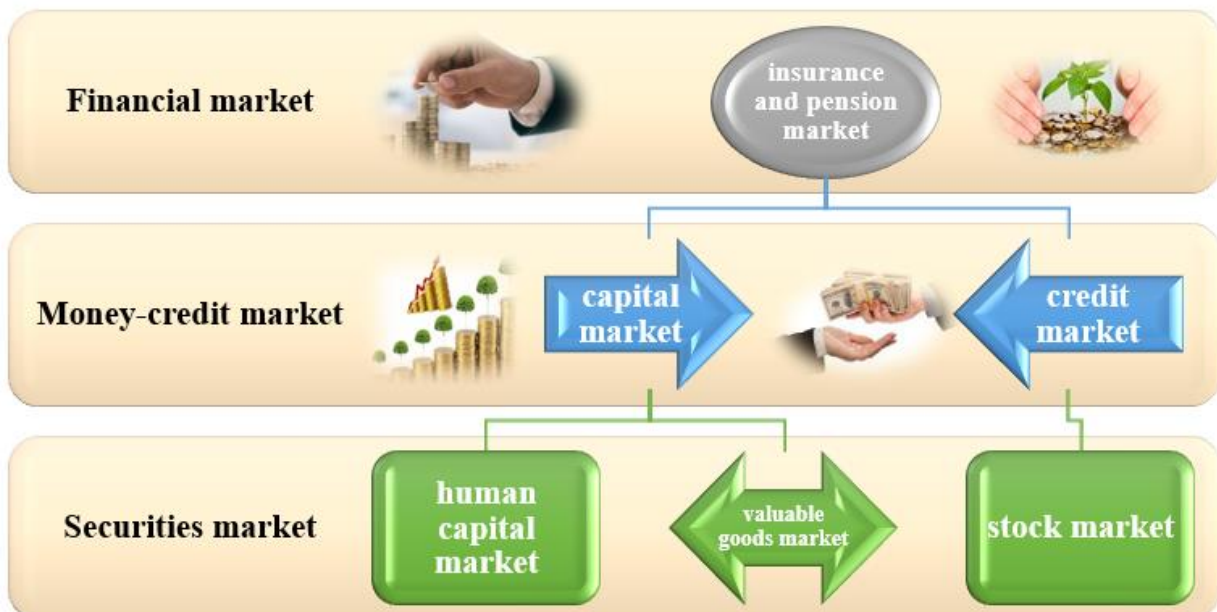 Financial market
insurance
and pension
market
Money-credit market
capital
market
credit
market
Securities market
human
capital
market
valuable
goods market
stock market